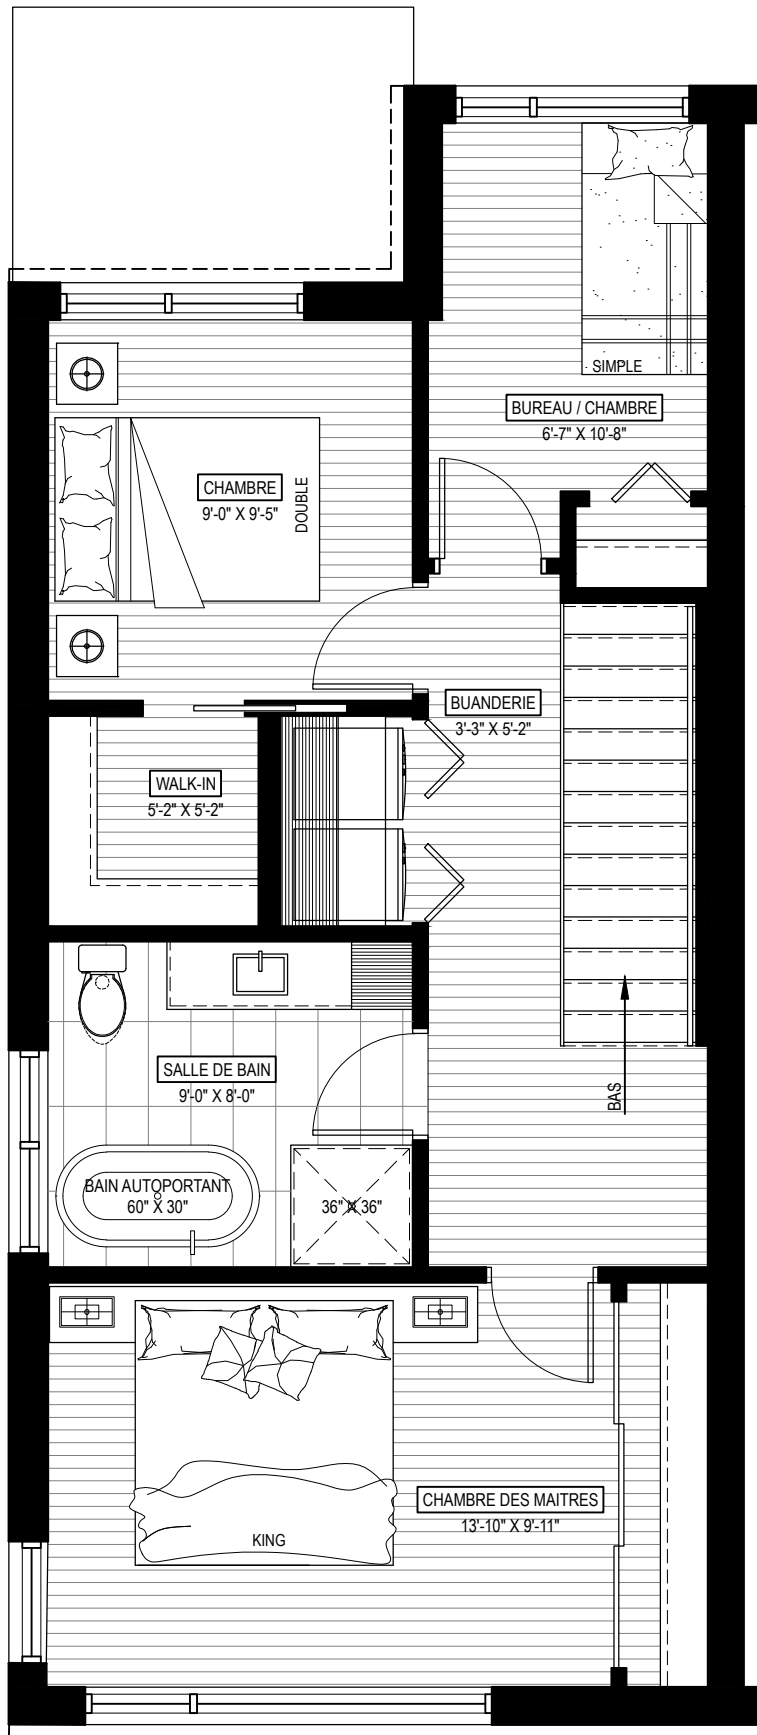 SIMPLE
BUREAU / CHAMBRE
6'-7" X 10'-8"
CHAMBRE
9'-0" X 9'-5"
DOUBLE
BUANDERIE
3'-3" X 5'-2"
WALK-IN
5'-2" X 5'-2"
SALLE DE BAIN
9'-0" X 8'-0"
BAS
BAIN AUTOPORTANT
60" X 30"
36" X 36"
CHAMBRE DES MAITRES
13'-10" X 9'-11"
KING